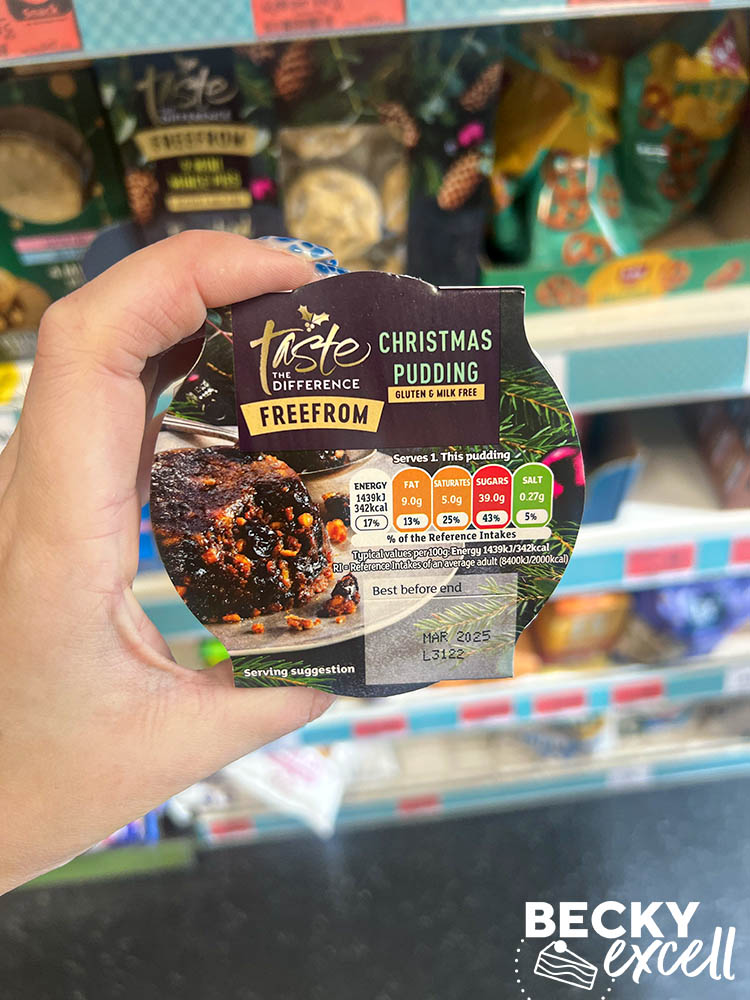 Taste
THE
DIFFERENCE
FREEFROM
Taste
THE
DIFFERENCE
FREEFROM
CHRISTMAS
PUDDING
GLUTEN & MILK FREE
Serves 1. This pudding
ENERGY
1439kJ
342kcal
17%
FAT
9.0g
13%
SATURATES
5.0g
25%
SUGARS
39.0g
43%
SALT
0.27g
5%
% of the Reference Intakes
Typical values per 100g: Energy 1439kJ/342kcal
RI = Reference Intakes of an average adult (8400kJ/2000kcal)
Best before end
MAR 2025
L3122
Serving suggestion
BECKY
excell